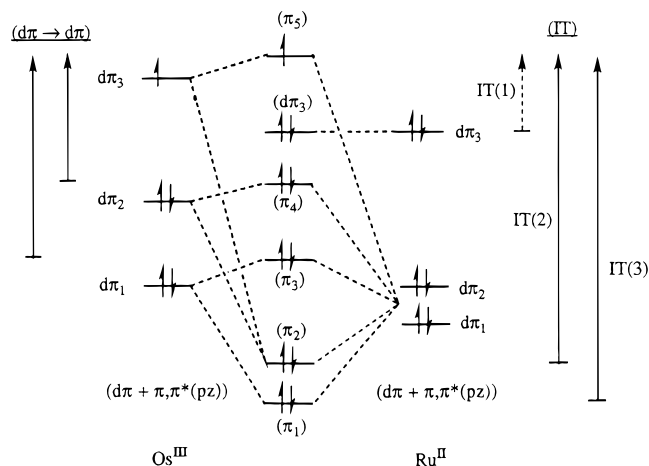 (dπ → dπ)
(π₅)
(IT)
dπ₃
IT(1)
(dπ₃)
dπ₃
dπ₂
(π₄)
IT(2)
IT(3)
dπ₁
(π₃)
dπ₂
dπ₁
(π₂)
(dπ + π,π*(pz))
(dπ + π,π*(pz))
(π₁)
Osᴵᴵᴵ
Ruᴵᴵ